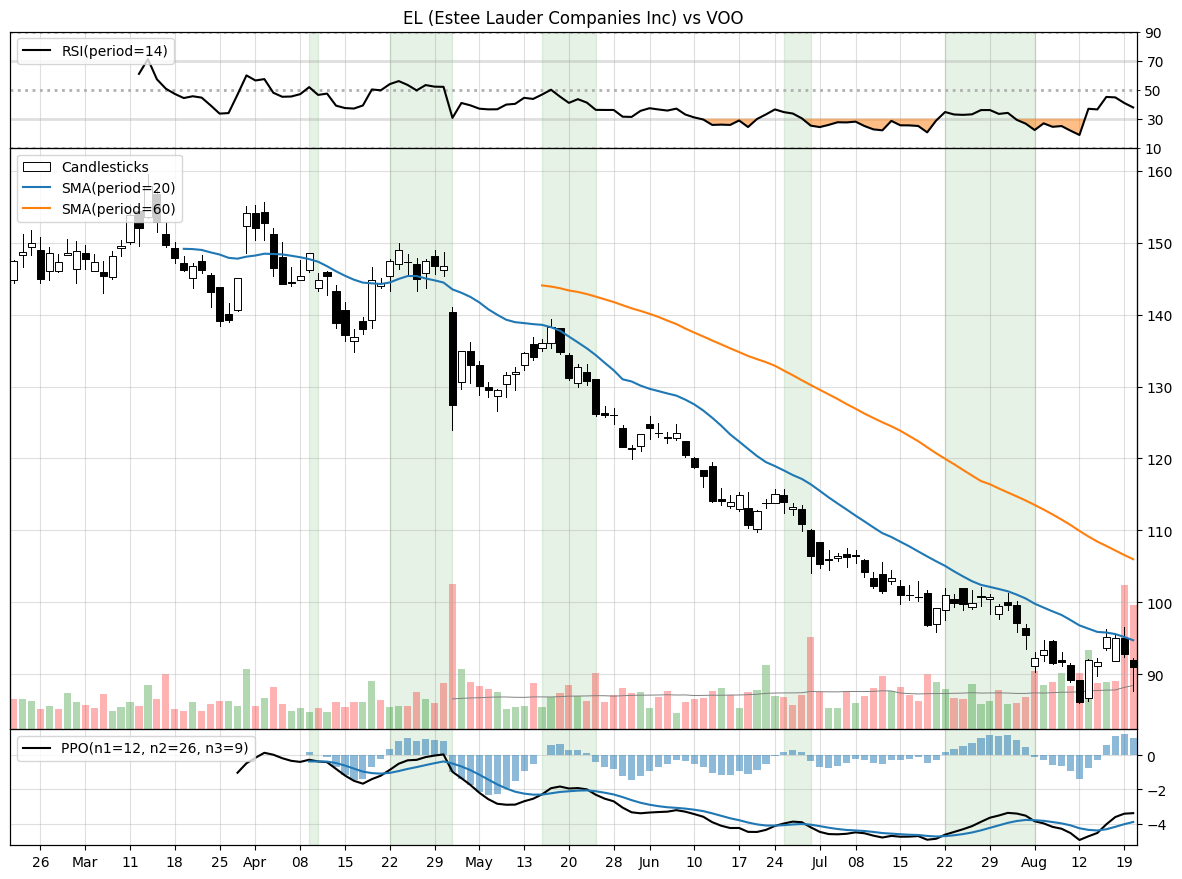 EL (Estee Lauder Companies Inc) vs VOO
RSI(period=14)
90
70
50
30
10
Candlesticks
SMA(period=20)
SMA(period=60)
160
150
140
130
120
110
100
90
PPO(n1=12, n2=26, n3=9)
0
−2
−4
26 Mar 11 18 25 Apr 08 15 22 29 May 13 20 28 Jun 10 17 24 Jul 08 15 22 29 Aug 12 19